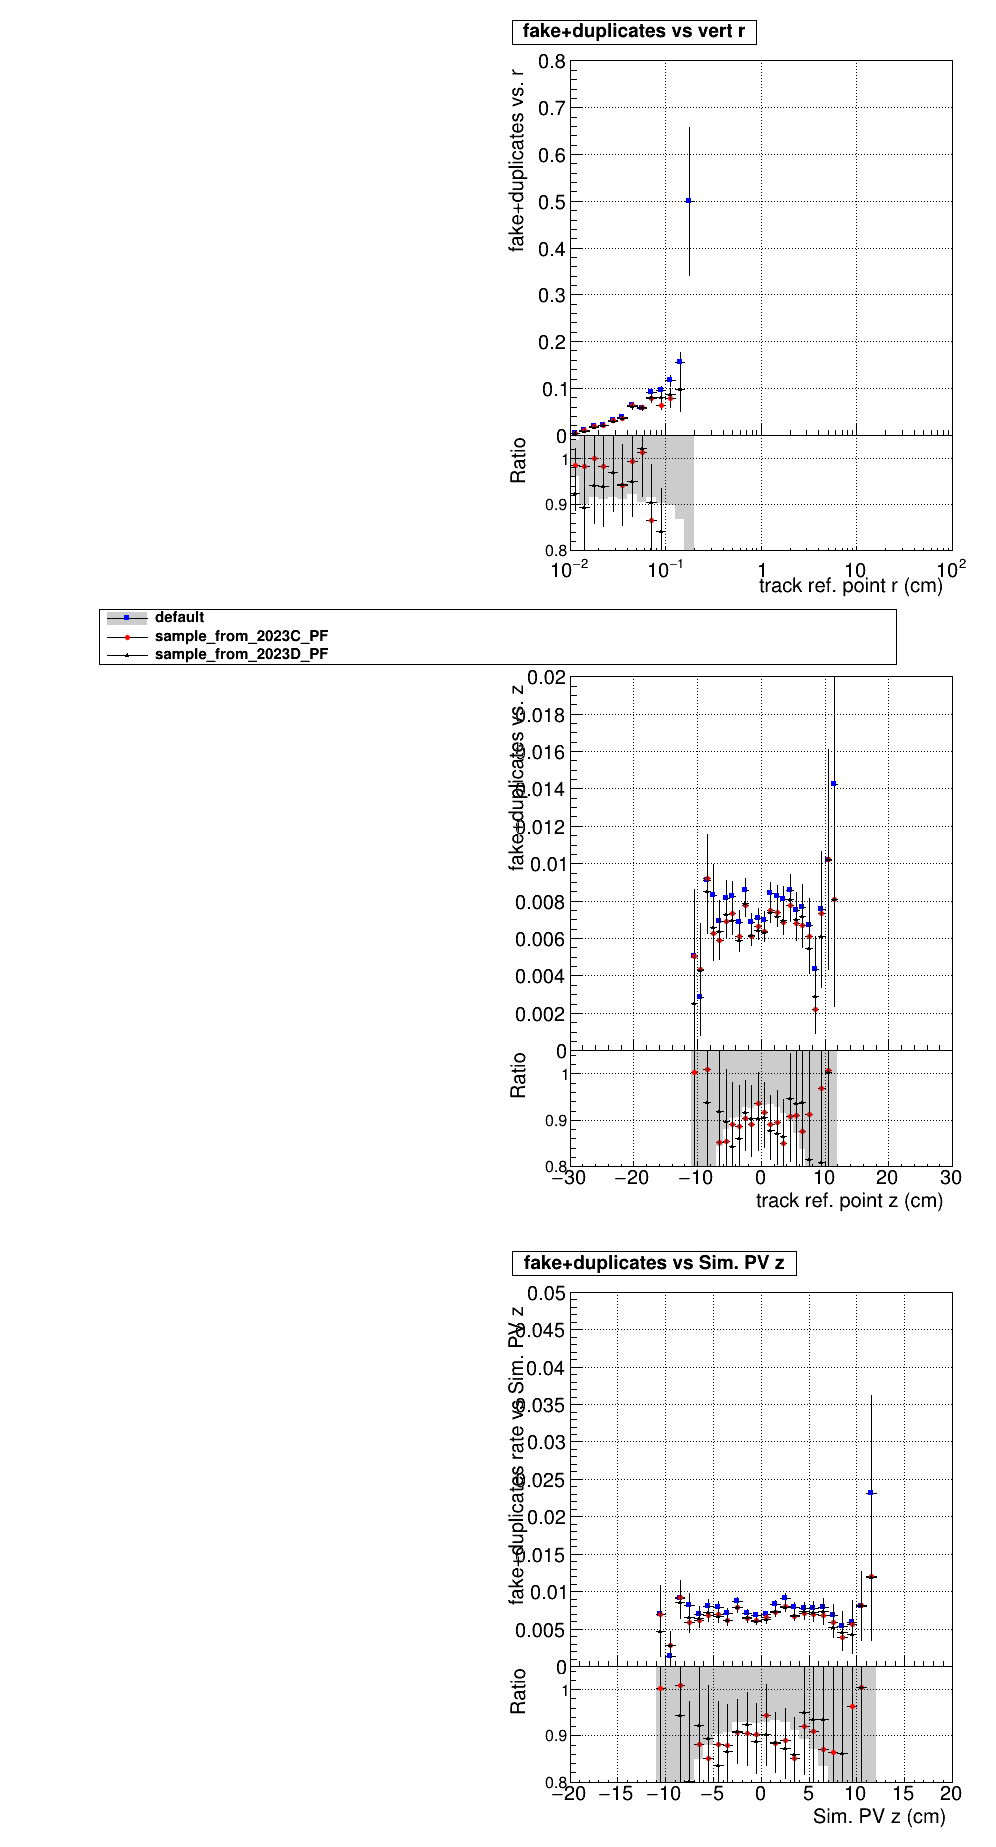 fake+duplicates vs vert r
fake+duplicates vs. r
0.8
0.7
0.6
0.5
0.4
0.3
0.2
0.1
0
Ratio
1
0.9
0.8
10−2
10−1
1
10
102
track ref. point r (cm)
default
sample_from_2023C_PF
sample_from_2023D_PF
fake+duplicates vs. z
0.02
0.018
0.016
0.014
0.012
0.01
0.008
0.006
0.004
0.002
0
Ratio
1
0.9
0.8
−30 −20 −10 0 10 20 30
track ref. point z (cm)
fake+duplicates vs Sim. PV z
fake+duplicates rate vs Sim. PV z
0.05
0.045
0.04
0.035
0.03
0.025
0.02
0.015
0.01
0.005
0
Ratio
1
0.9
0.8
−20 −15 −10 −5 0 5 10 15 20
Sim. PV z (cm)